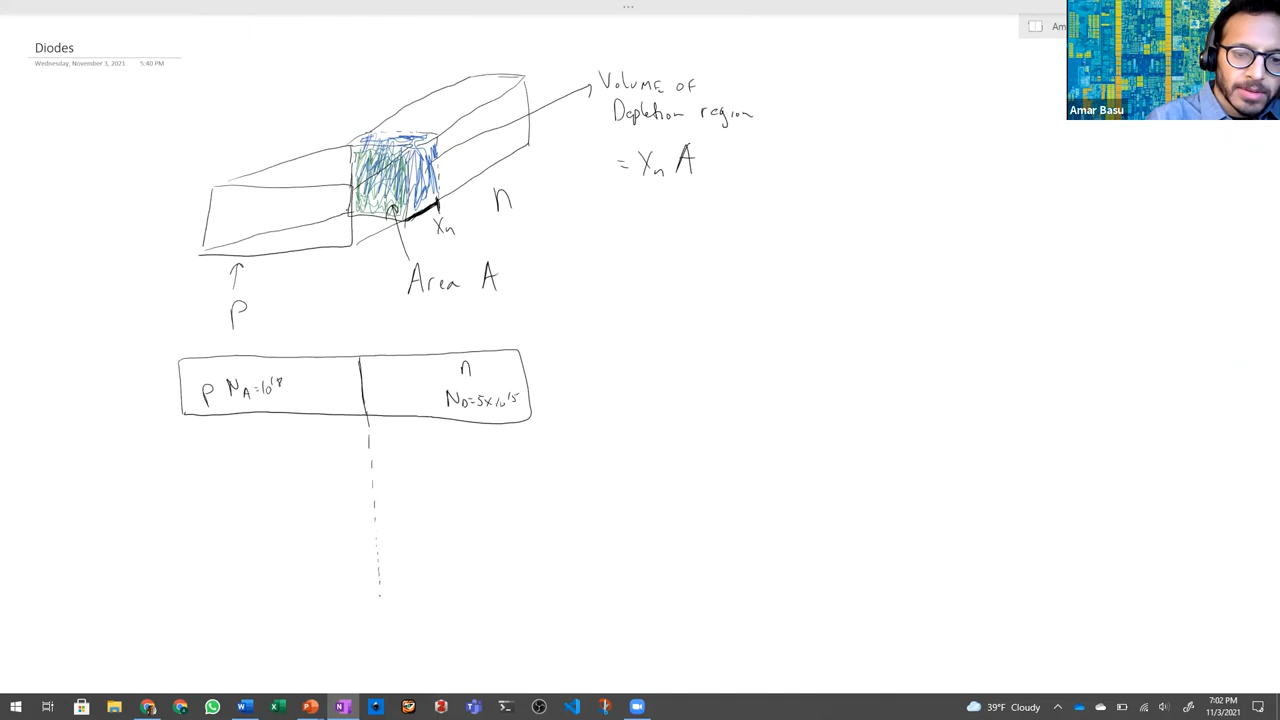 Diodes
Wednesday, November 3, 2021 5:40 PM
Am
Amar Basu
Volume of
Depletion region
= Xn A
n
Xn
Area A
P
n
P NA=10^18
ND=5x10^15
39°F Cloudy
7:02 PM
11/3/2021